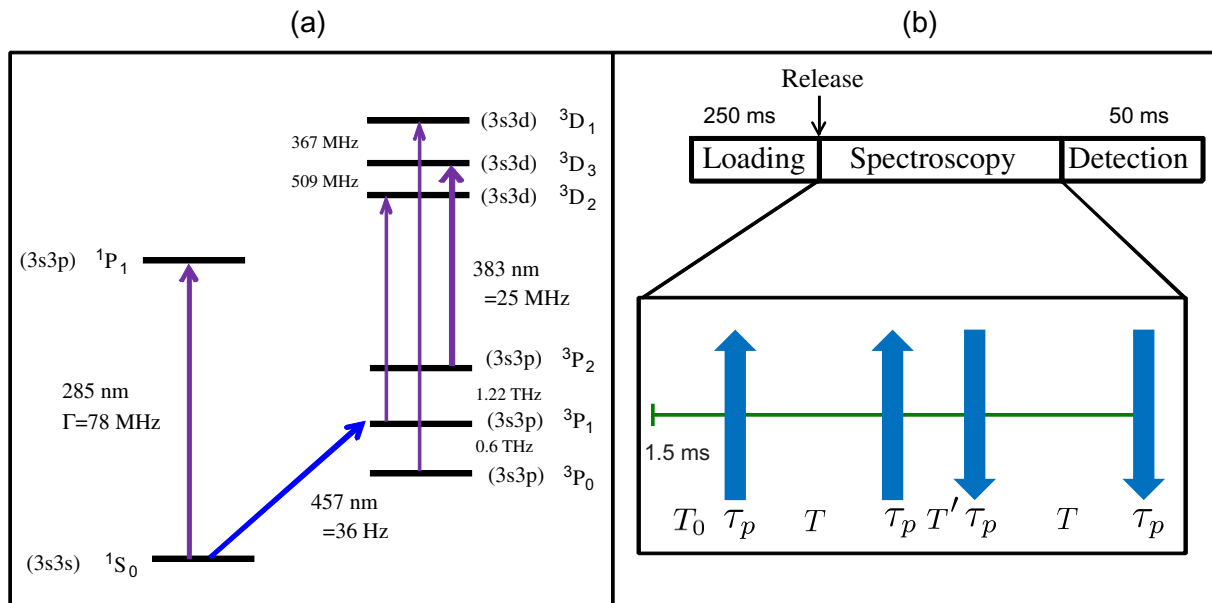 (a)
(3s3d) ³D₁
367 MHz
(3s3d) ³D₃
509 MHz
(3s3d) ³D₂
(3s3p) ¹P₁
383 nm
=25 MHz
(3s3p) ³P₂
285 nm
Γ=78 MHz
1.22 THz
(3s3p) ³P₁
0.6 THz
(3s3p) ³P₀
457 nm
=36 Hz
(3s3s) ¹S₀
(b)
Release
250 ms
50 ms
Loading Spectroscopy Detection
1.5 ms
T₀ τₚ T τₚ T′ τₚ T τₚ